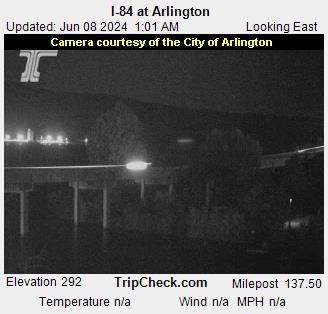 I-84 at Arlington
Updated: Jun 08 2024 1:01 AM Looking East
Camera courtesy of the City of Arlington
Elevation 292 TripCheck.com Milepost 137.50
Temperature n/a Wind n/a MPH n/a